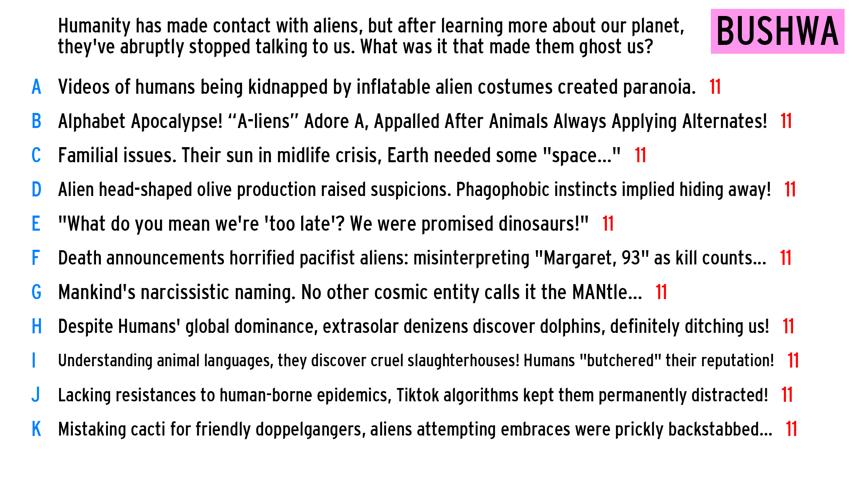 Humanity has made contact with aliens, but after learning more about our planet,
they've abruptly stopped talking to us. What was it that made them ghost us?
BUSHWA
A Videos of humans being kidnapped by inflatable alien costumes created paranoia. 11
B Alphabet Apocalypse! “A-liens” Adore A, Appalled After Animals Always Applying Alternates! 11
C Familial issues. Their sun in midlife crisis, Earth needed some "space..." 11
D Alien head-shaped olive production raised suspicions. Phagophobic instincts implied hiding away! 11
E "What do you mean we're 'too late'? We were promised dinosaurs!" 11
F Death announcements horrified pacifist aliens: misinterpreting "Margaret, 93" as kill counts... 11
G Mankind's narcissistic naming. No other cosmic entity calls it the MANtle... 11
H Despite Humans' global dominance, extrasolar denizens discover dolphins, definitely ditching us! 11
I Understanding animal languages, they discover cruel slaughterhouses! Humans "butchered" their reputation! 11
J Lacking resistances to human-borne epidemics, Tiktok algorithms kept them permanently distracted! 11
K Mistaking cacti for friendly doppelgangers, aliens attempting embraces were prickly backstabbed... 11